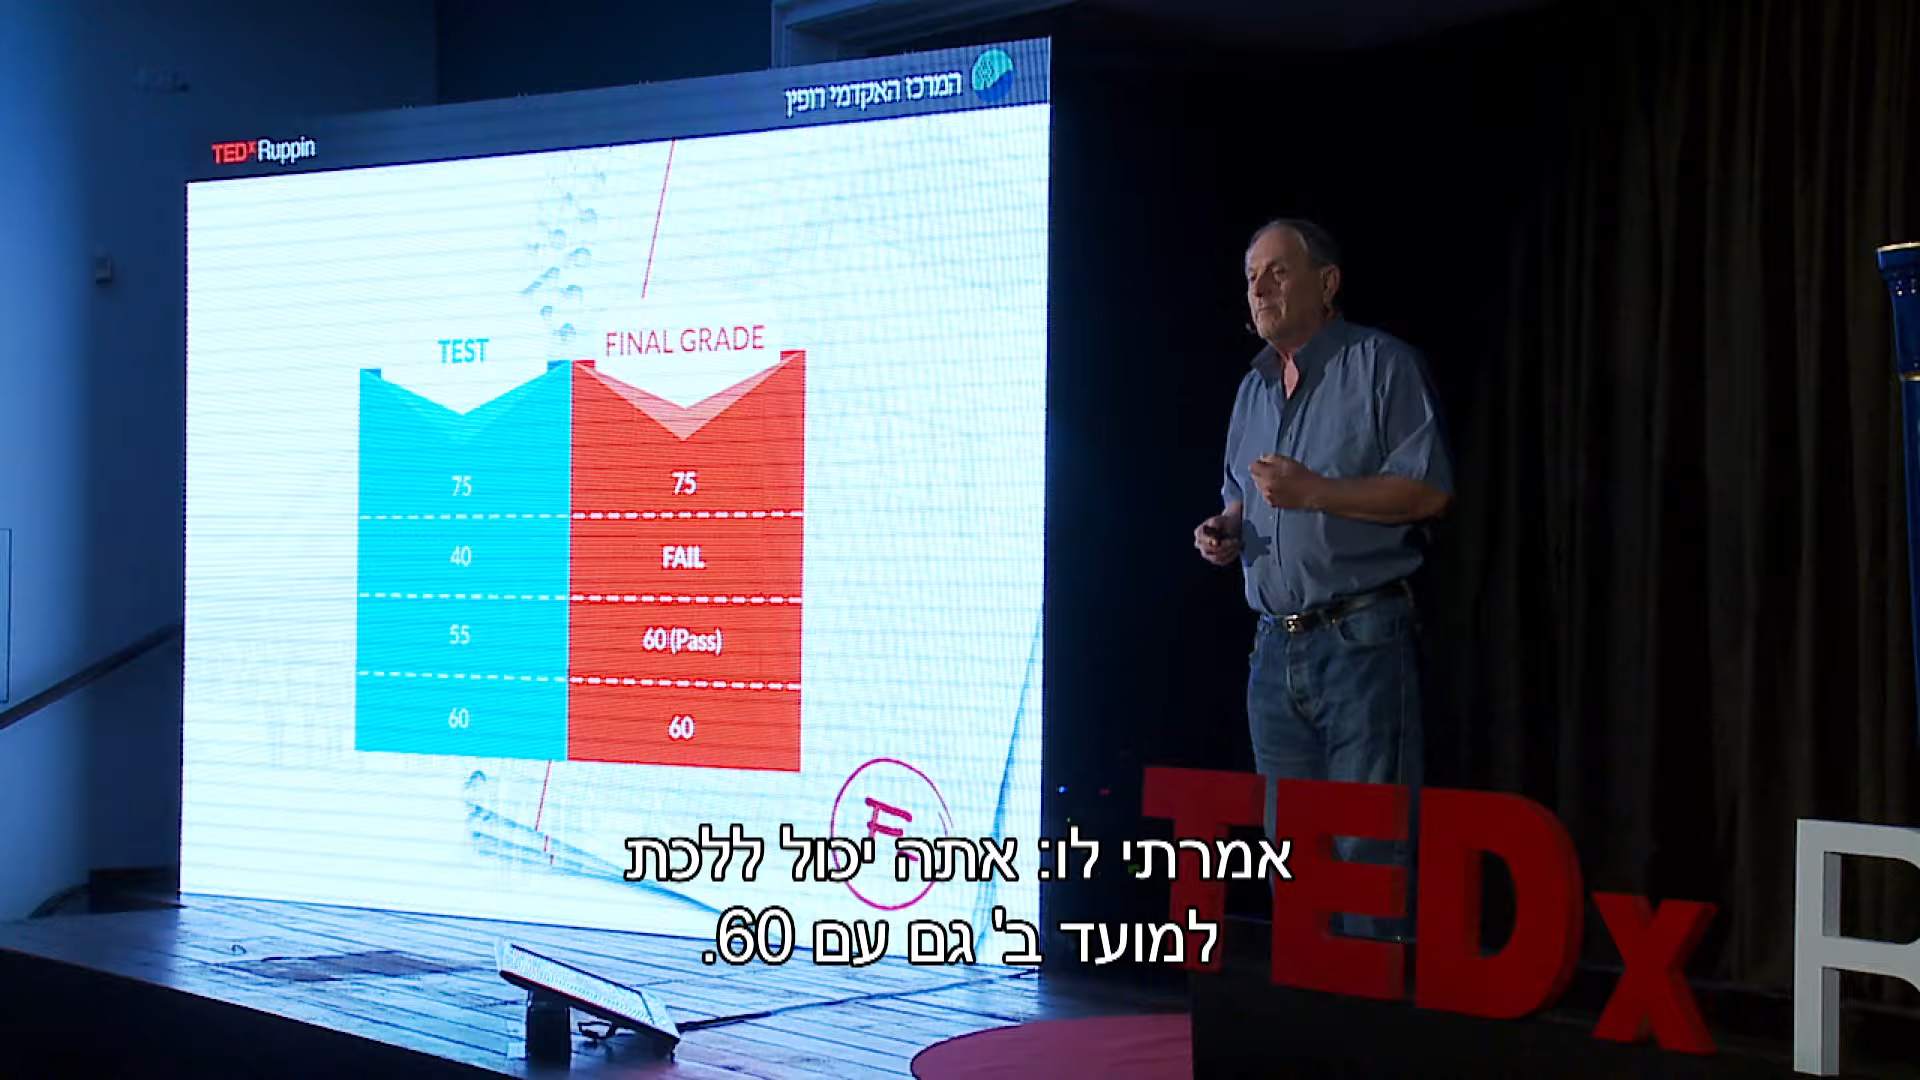 המרכז האקדמי רופין
TEDxRuppin
TEST FINAL GRADE
75 75
40 FAIL
55 60 (Pass)
60 60
F
TEDx R
אמרתי לו: אתה יכול ללכת
למועד ב' גם עם 60.